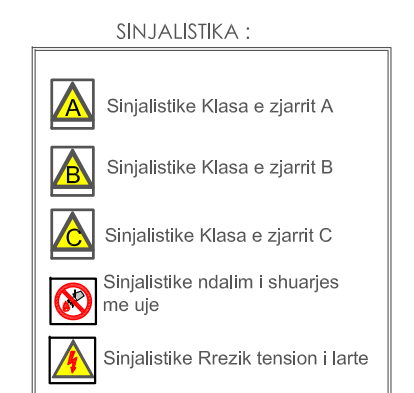 SINJALISTIKA :
A Sinjalistike Klasa e zjarrit A
B Sinjalistike Klasa e zjarrit B
C Sinjalistike Klasa e zjarrit C
Sinjalistike ndalim i shuarjes
me uje
Sinjalistike Rrezik tension i larte